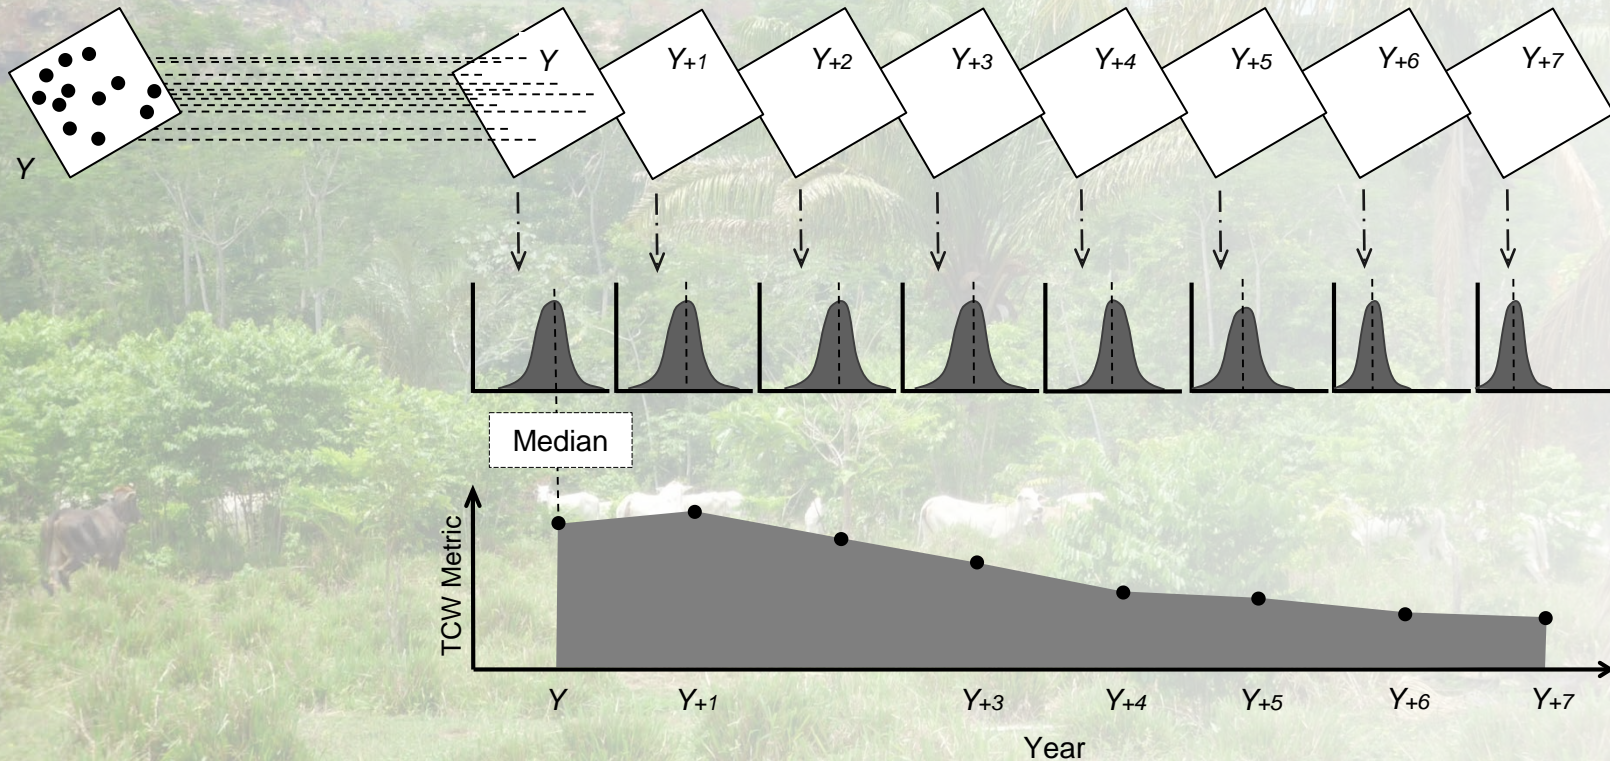 Y
Y
Y+1
Y+2
Y+3
Y+4
Y+5
Y+6
Y+7
Median
TCW Metric
Y
Y+1
Y+3
Y+4
Y+5
Y+6
Y+7
Year